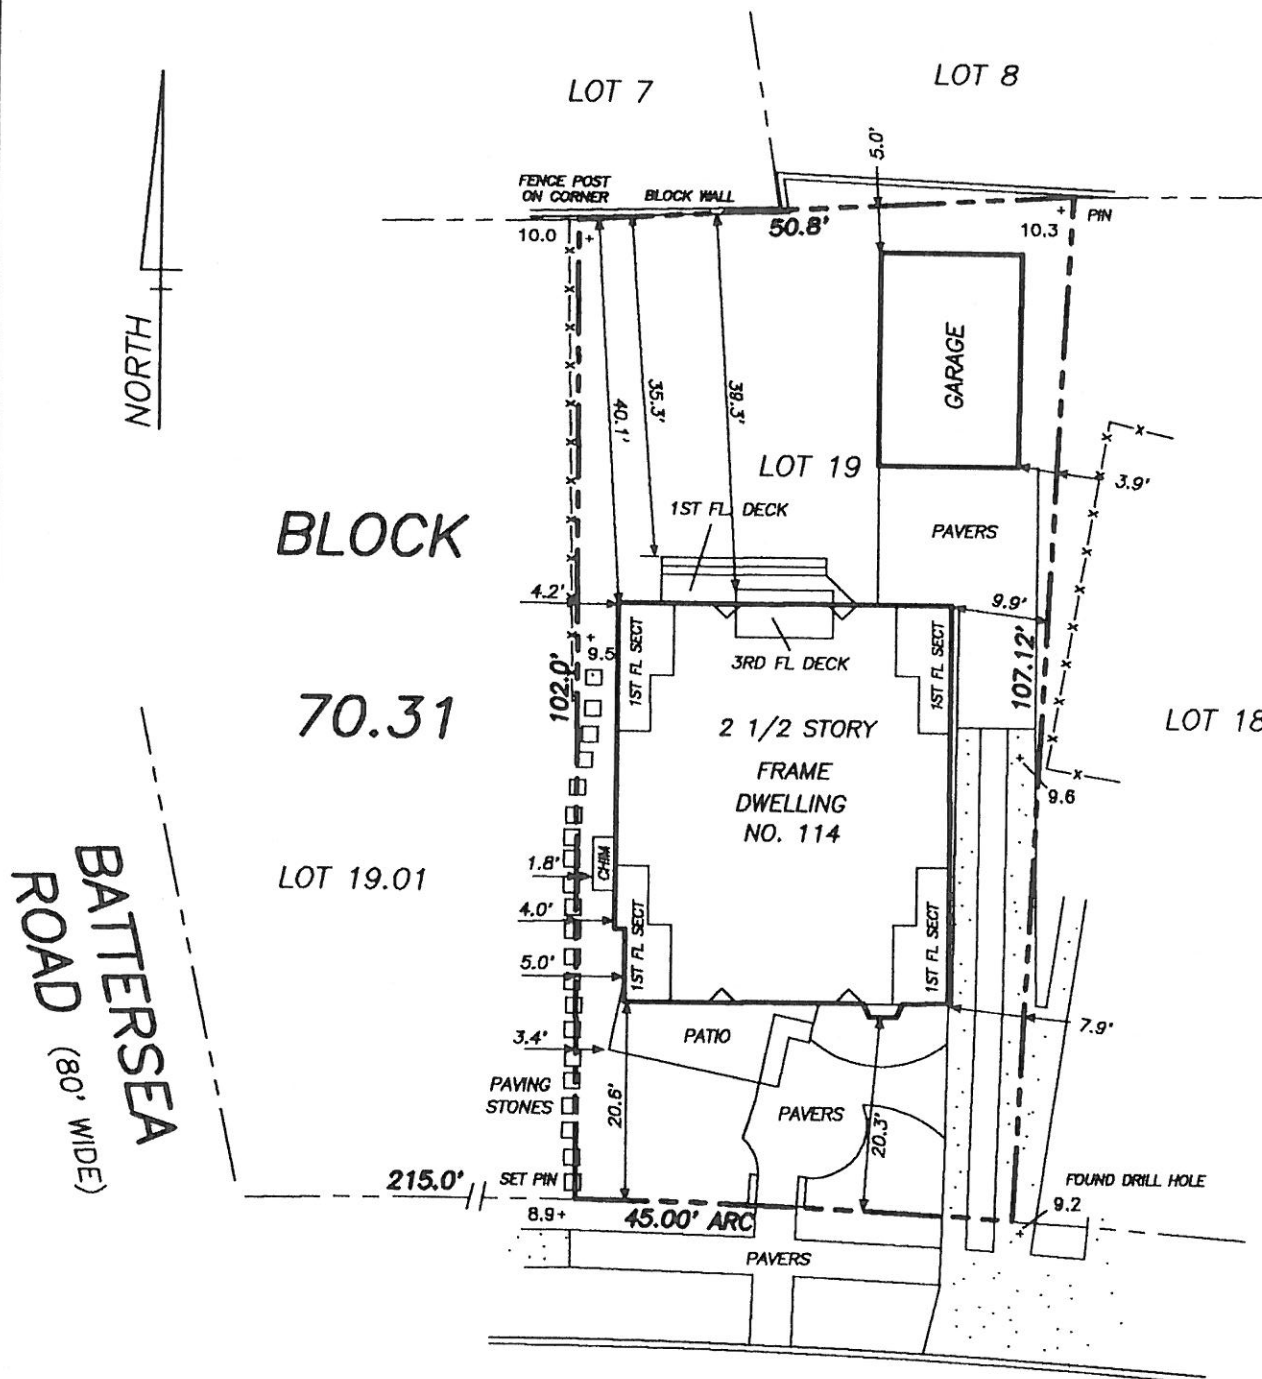 LOT 7
LOT 8
5.0'
FENCE POST
ON CORNER
BLOCK WALL
10.0
50.8'
10.3
PIN
NORTH
GARAGE
40.1'
35.3'
39.3'
LOT 19
3.9'
1ST FL DECK
PAVERS
BLOCK
4.2'
9.9'
9.5
102.0'
1ST FL SECT
3RD FL DECK
1ST FL SECT
107.12'
70.31
2 1/2 STORY
FRAME
DWELLING
NO. 114
LOT 18
9.6
LOT 19.01
1.8'
CHIM
4.0'
5.0'
1ST FL SECT
1ST FL SECT
BATTERSEA
ROAD (80' WIDE)
3.4'
PATIO
7.9'
PAVING
STONES
20.6'
PAVERS
20.3'
215.0'
SET PIN
FOUND DRILL HOLE
8.9
45.00' ARC
9.2
PAVERS